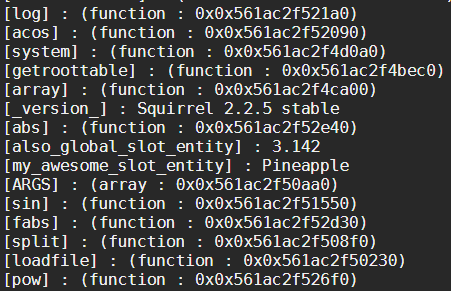 [log] : (function : 0x0x561ac2f521a0)
[acos] : (function : 0x0x561ac2f52090)
[system] : (function : 0x0x561ac2f4d0a0)
[getroottable] : (function : 0x0x561ac2f4bec0)
[array] : (function : 0x0x561ac2f4ca00)
[_version_] : Squirrel 2.2.5 stable
[abs] : (function : 0x0x561ac2f52e40)
[also_global_slot_entity] : 3.142
[my_awesome_slot_entity] : Pineapple
[ARGS] : (array : 0x0x561ac2f50aa0)
[sin] : (function : 0x0x561ac2f51550)
[fabs] : (function : 0x0x561ac2f52d30)
[split] : (function : 0x0x561ac2f508f0)
[loadfile] : (function : 0x0x561ac2f50230)
[pow] : (function : 0x0x561ac2f526f0)